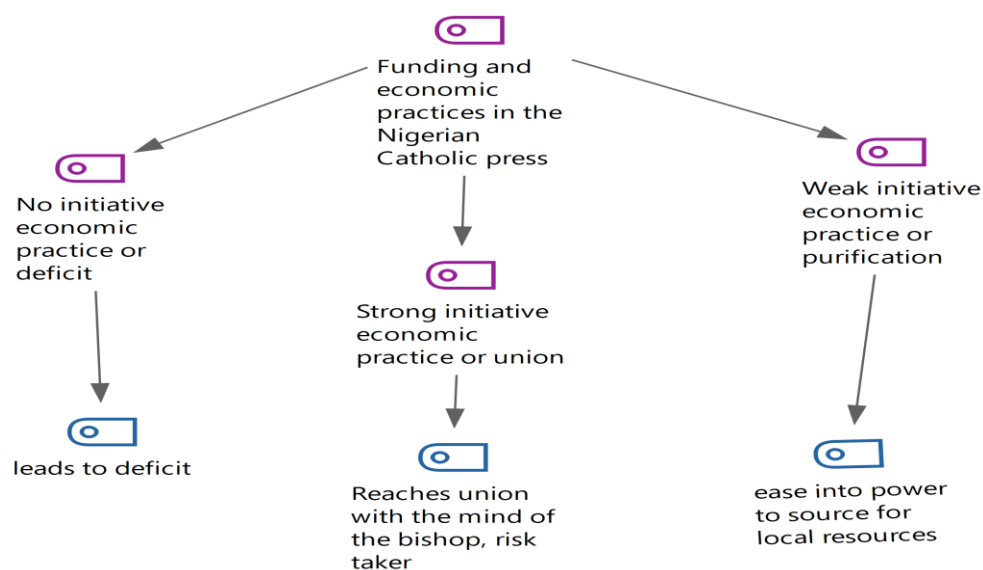 Funding and
economic
practices in the
Nigerian
Catholic press
No initiative
economic
practice or
deficit
Strong initiative
economic
practice or union
Weak initiative
economic
practice or
purification
leads to deficit
Reaches union
with the mind of
the bishop, risk
taker
ease into power
to source for
local resources